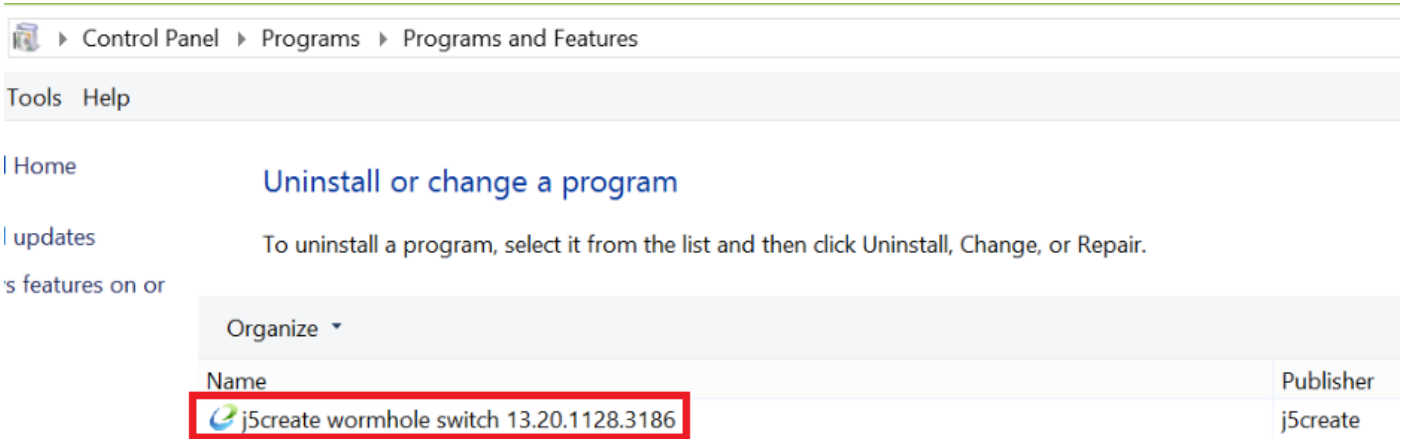 Control Panel Programs Programs and Features
Tools Help
Home
updates
features on or
Uninstall or change a program
To uninstall a program, select it from the list and then click Uninstall, Change, or Repair.
Organize
Name Publisher
j5create wormhole switch 13.20.1128.3186 j5create